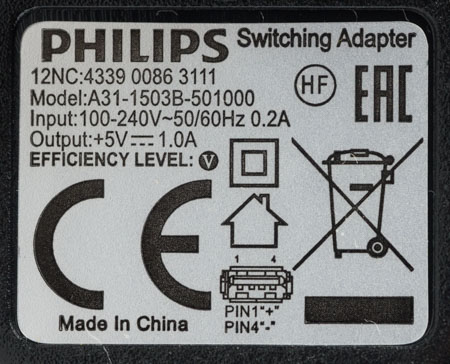 PHILIPS Switching Adapter
12NC:4339 0086 3111
Model:A31-1503B-501000
Input:100-240V~50/60Hz 0.2A
Output:+5V⎓1.0A
EFFICIENCY LEVEL: V
HF
EAC
CE
1 4
PIN1"+"
PIN4"-"
Made In China